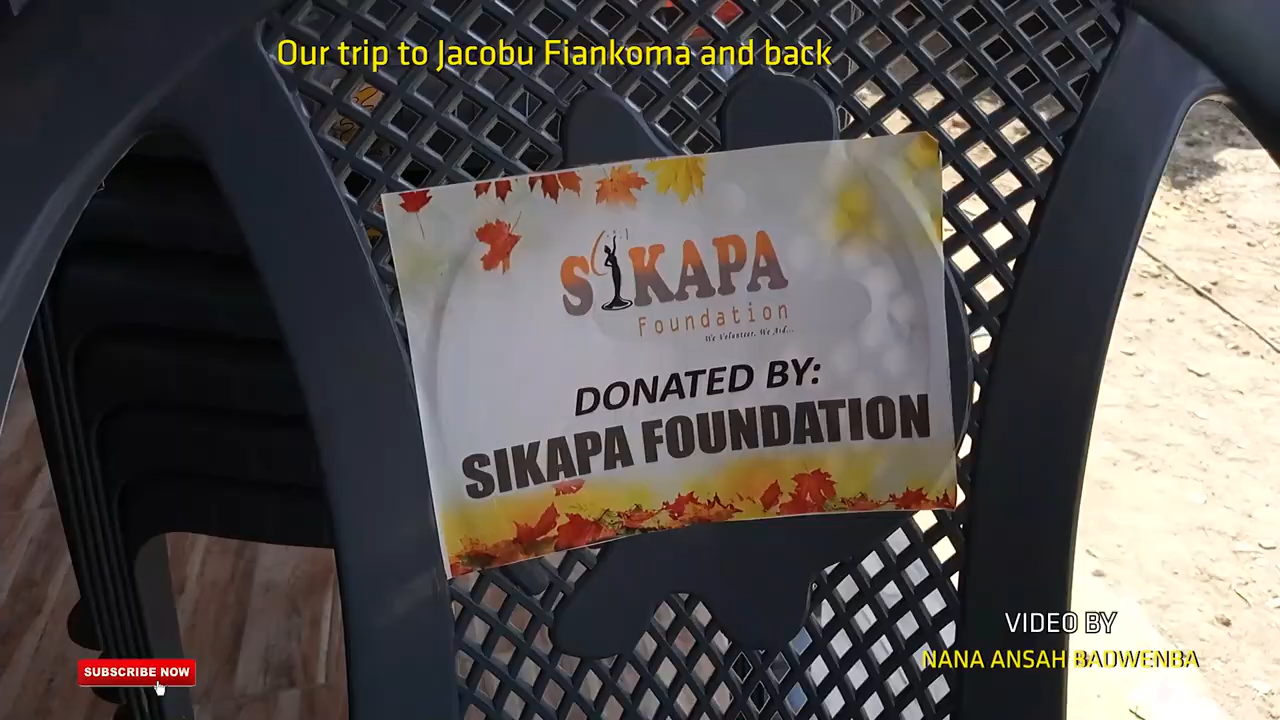 Our trip to Jacobu Fiankoma and back
SIKAPA
Foundation
We Volunteer. We Aid...
DONATED BY:
SIKAPA FOUNDATION
VIDEO BY
NANA ANSAH BADWENBA
SUBSCRIBE NOW